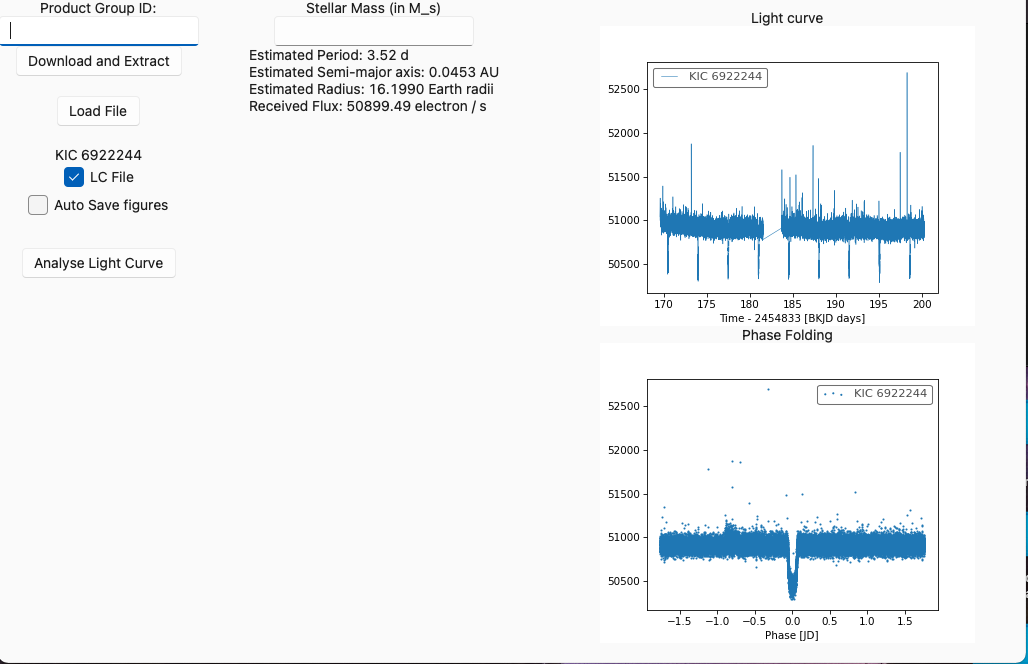 Product Group ID:
Download and Extract
Load File
KIC 6922244
LC File
Auto Save figures
Analyse Light Curve
Stellar Mass (in M_s)
Estimated Period: 3.52 d
Estimated Semi-major axis: 0.0453 AU
Estimated Radius: 16.1990 Earth radii
Received Flux: 50899.49 electron / s
Light curve
KIC 6922244
52500
52000
51500
51000
50500
170 175 180 185 190 195 200
Time - 2454833 [BKJD days]
Phase Folding
KIC 6922244
52500
52000
51500
51000
50500
−1.5 −1.0 −0.5 0.0 0.5 1.0 1.5
Phase [JD]